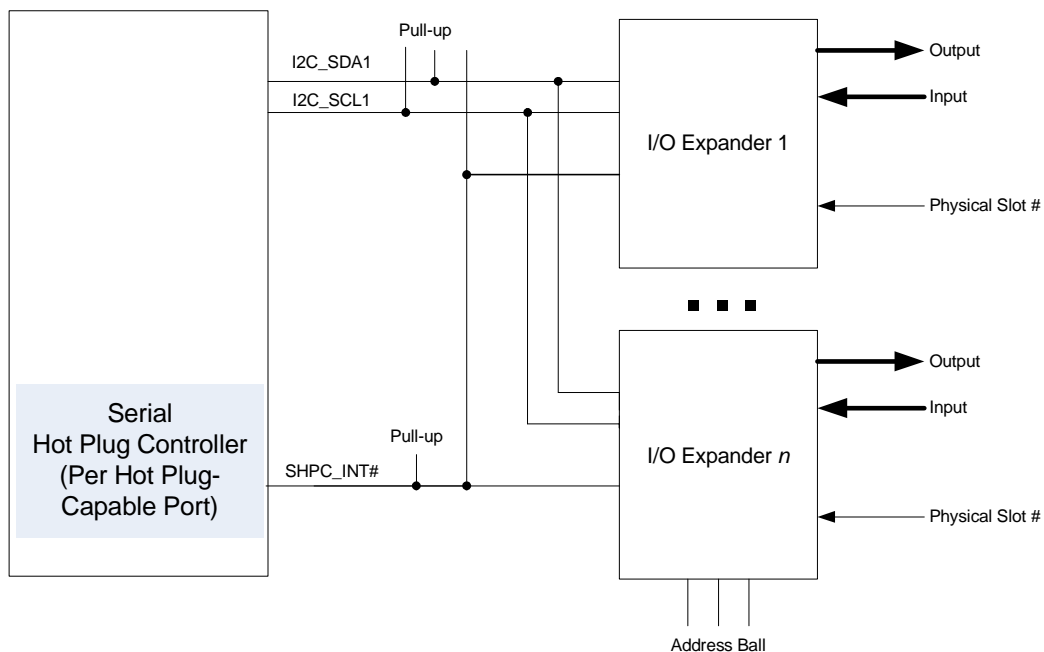 Pull-up
I2C_SDA1
I2C_SCL1
I/O Expander 1
Output
Input
Physical Slot #
Serial
Hot Plug Controller
(Per Hot Plug-
Capable Port)
Pull-up
SHPC_INT#
I/O Expander n
Output
Input
Physical Slot #
Address Ball